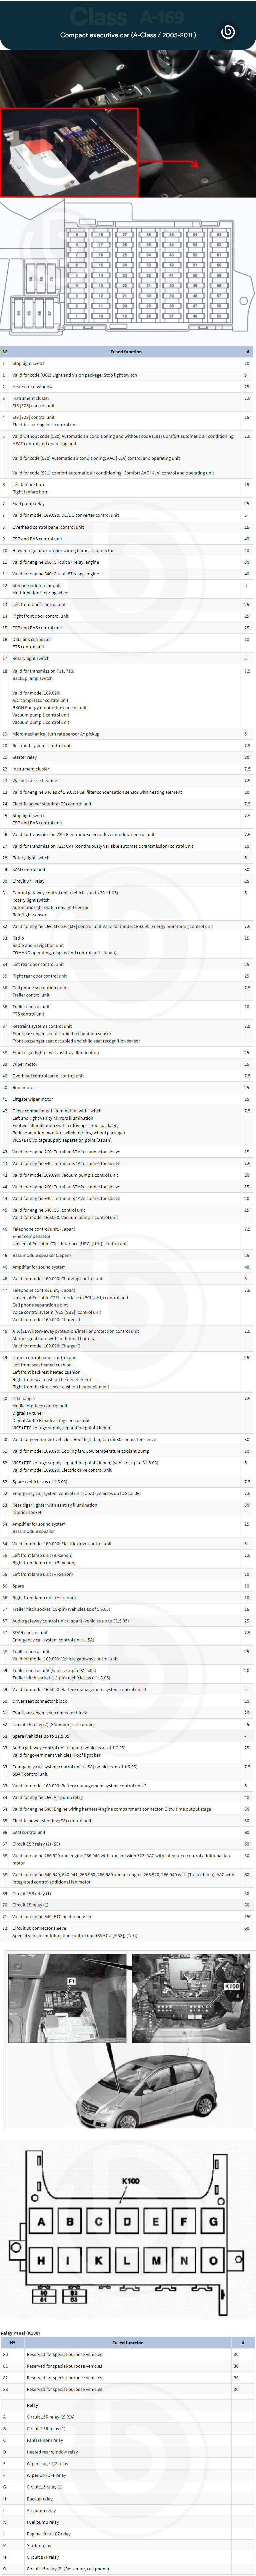 Class A-169
Compact executive car (A-Class / 2005-2011 )
№ Fused function A
1 Stop light switch 10
1 Valid for code (U62) Light and vision package: Stop light switch 5
2 Heated rear window 25
3 Instrument cluster 7.5
EIS [EZS] control unit
4 EIS [EZS] control unit 15
Electric steering lock control unit
5 Valid without code (580) Automatic air conditioning and without code (581) Comfort automatic air conditioning: 7.5
HEAT control and operating unit
Valid for code (580) Automatic air conditioning: AAC [KLA] control and operating unit
Valid for code (581) comfort automatic air conditioning: Comfort AAC [KLA] control and operating unit
6 Left fanfare horn 15
Right fanfare horn
7 Fuel pump relay 25
7 Valid for model 169.090: DC/DC converter control unit 5
8 Overhead control panel control unit 25
9 ESP and BAS control unit 40
10 Blower regulator/interior wiring harness connector 40
11 Valid for engine 266: Circuit 87 relay, engine 30
11 Valid for engine 640: Circuit 87 relay, engine 40
12 Steering column module 5
Multifunction steering wheel
13 Left front door control unit 25
14 Right front door control unit 25
15 ESP and BAS control unit 25
16 Data link connector 10
PTS control unit
17 Rotary light switch 5
18 Valid for transmission 711, 716: 7.5
Backup lamp switch
Valid for model 169.090:
A/C compressor control unit
BKGN Energy monitoring control unit
Vacuum pump 1 control unit
Vacuum pump 2 control unit
19 Micromechanical turn rate sensor AY pickup 5
20 Restraint systems control unit 7.5
21 Starter relay 30
22 Instrument cluster 7.5
23 Washer nozzle heating 7.5
23 Valid for engine 640 as of 1.9.08: Fuel filter condensation sensor with heating element 20
24 Electric power steering (ES) control unit 7.5
25 Stop light switch 7.5
ESP and BAS control unit
26 Valid for transmission 722: Electronic selector lever module control unit 7.5
27 Valid for transmission 722: CVT (continuously variable automatic transmission) control unit 10
28 Rotary light switch 5
29 SAM control unit 30
30 Circuit 87F relay 25
31 Central gateway control unit (vehicles up to 30.11.05) 5
Rotary light switch
Automatic light switch daylight sensor
Rain/light sensor
32 Valid for engine 266: ME-SFI [ME] control unit Valid for model 169.090: Energy monitoring control unit 7.5
33 Radio 15
Radio and navigation unit
COMAND operating, display and control unit (Japan)
34 Left rear door control unit 25
35 Right rear door control unit 25
36 Cell phone separation point 7.5
Trailer control unit
36 Trailer control unit 10
PTS control unit
37 Restraint systems control unit 7.5
Front passenger seat occupied recognition sensor
Front passenger seat occupied and child seat recognition sensor
38 Front cigar lighter with ashtray illumination 25
39 Wiper motor 25
40 Overhead control panel control unit 7.5
40 Roof motor 25
41 Liftgate wiper motor 15
42 Glove compartment illumination with switch 7.5
Left and right vanity mirrors illumination
Footwell illumination switch (driving school package)
Pedal operation monitor switch (driving school package)
VICS+ETC voltage supply separation point (Japan)
43 Valid for engine 266: Terminal 87M1e connector sleeve 15
43 Valid for engine 640: Terminal 87M1e connector sleeve 7.5
43 Valid for model 169.090: Vacuum pump 1 control unit 15
44 Valid for engine 266: Terminal 87M2e connector sleeve 15
44 Valid for engine 640: Terminal 87M2e connector sleeve 20
45 Valid for engine 640: CDI control unit 25
Valid for model 169.090: Vacuum pump 2 control unit
46 Telephone control unit, (Japan) 7.5
E-net compensator
Universal Portable CTeL Interface (UPCI [UHI]) control unit
46 Bass module speaker (Japan) 25
46 Amplifier for sound system 40
46 Valid for model 169.090: Charging control unit 5
47 Telephone control unit, (Japan) 7.5
Universal Portable CTEL Interface (UPCI [UHI]) control unit
Cell phone separation point
Voice control system (VCS [SBS]) control unit
Valid for model 169.090: Charger 1
48 ATA [EDW]/tow-away protection/interior protection control unit 7.5
Alarm signal horn with additional battery
Valid for model 169.090: Charger 2
49 Upper control panel control unit 25
Left front seat heated cushion
Left front backrest heated cushion
Right front seat cushion heater element
Right front backrest seat cushion heater element
50 CD changer 7.5
Media Interface control unit
Digital TV tuner
Digital Audio Broadcasting control unit
VICS+ETC voltage supply separation point (Japan)
50 Valid for government vehicles: Roof light bar, Circuit 30 connector sleeve 30
51 Valid for model 169.090: Cooling fan, Low temperature coolant pump 10
52 VICS+ETC voltage supply separation point (Japan) (vehicles up to 31.5.06) 5
Valid for model 169.090: Electric drive control unit
52 Spare (vehicles as of 1.6.06) 7.5
52 Emergency call system control unit (USA) (vehicles up to 31.5.06) 7.5
53 Rear cigar lighter with ashtray illumination 30
Interior socket
54 Amplifier for sound system 25
Bass module speaker
54 Valid for model 169.090: Electric drive control unit 5
55 Left front lamp unit (Bi-xenon) 7.5
Right front lamp unit (Bi-xenon)
55 Left front lamp unit (Hi-xenon) 10
56 Spare 10
56 Right front lamp unit (Hi-xenon) 10
57 Trailer hitch socket (13-pin) (vehicles as of 1.6.05) 15
57 Audio gateway control unit (Japan) (vehicles up to 31.5.05) 25
57 SDAR control unit 7.5
Emergency call system control unit (USA)
58 Trailer control unit 25
Valid for model 169.090: Vehicle gateway control unit
59 Trailer control unit (vehicles up to 31.5.05) 20
Trailer hitch socket (13-pin) (vehicles as of 1.6.05)
59 Valid for model 169.090: Battery management system control unit 1 5
60 Driver seat connector block 20
61 Front passenger seat connector block 20
62 Circuit 15 relay (2) (SA: xenon, cell phone) 25
63 Spare (vehicles up to 31.5.05) -
63 Audio gateway control unit (Japan) (vehicles as of 1.6.05) 25
Valid for government vehicles: Roof light bar
63 Emergency call system control unit (USA) (vehicles as of 1.6.05) 7.5
SDAR control unit
63 Valid for model 169.090: Battery management system control unit 2 5
64 Valid for engine 266: Air pump relay 40
64 Valid for engine 640: Engine wiring harness/engine compartment connector, Glow time output stage 80
65 Electric power steering (ES) control unit 80
66 SAM control unit 60
67 Circuit 15R relay (2) (SE) 50
68 Valid for engine 266.920 and engine 266.940 with transmission 722: AAC with integrated control additional fan 50
motor
68 Valid for engine 640.940, 640.941, 266.960, 266.980 and for engine 266.920, 266.940 with (Trailer hitch): AAC with 60
integrated control additional fan motor
69 Circuit 15R relay (1) 50
70 Circuit 15 relay (1) 60
71 Valid for engine 640: PTC heater booster 150
72 Circuit 30 connector sleeve 60
Special vehicle multifunction control unit (SVMCU [MSS]) (Taxi)
F1
K100
K100
A B C D E F G
H I K L M N O
80 83
81 82
Relay Panel (K100)
№ Fused function A
80 Reserved for special-purpose vehicles 30
81 Reserved for special-purpose vehicles 30
82 Reserved for special-purpose vehicles 30
83 Reserved for special-purpose vehicles 30
Relay
A Circuit 15R relay (2) (SA)
B Circuit 15R relay (1)
C Fanfare horn relay
D Heated rear window relay
E Wiper stage 1/2 relay
F Wiper ON/OFF relay
G Circuit 15 relay (1)
H Backup relay
I Air pump relay
K Fuel pump relay
L Engine circuit 87 relay
M Starter relay
N Circuit 87F relay
O Circuit 15 relay (2) (SA: xenon, cell phone)